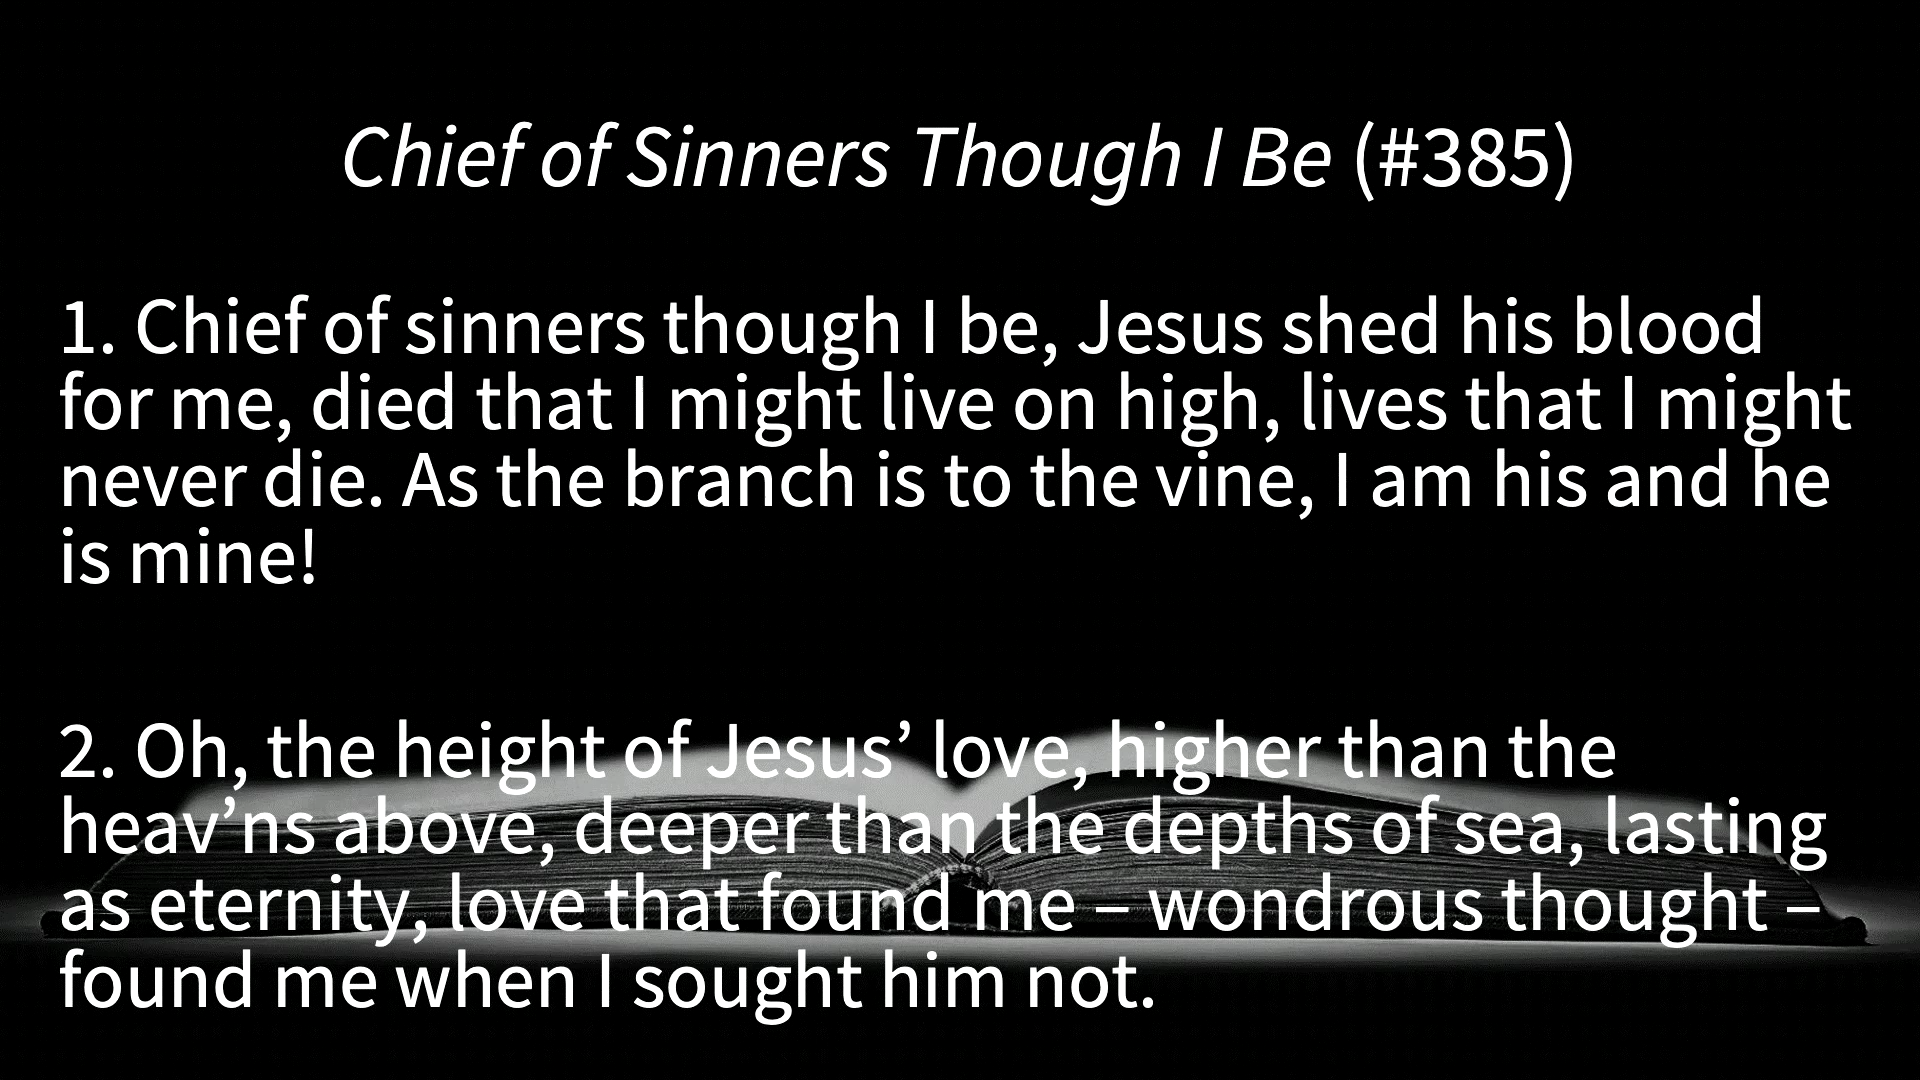 Chief of Sinners Though I Be (#385)
1. Chief of sinners though I be, Jesus shed his blood
for me, died that I might live on high, lives that I might
never die. As the branch is to the vine, I am his and he
is mine!
2. Oh, the height of Jesus’ love, higher than the
heav’ns above, deeper than the depths of sea, lasting
as eternity, love that found me – wondrous thought –
found me when I sought him not.